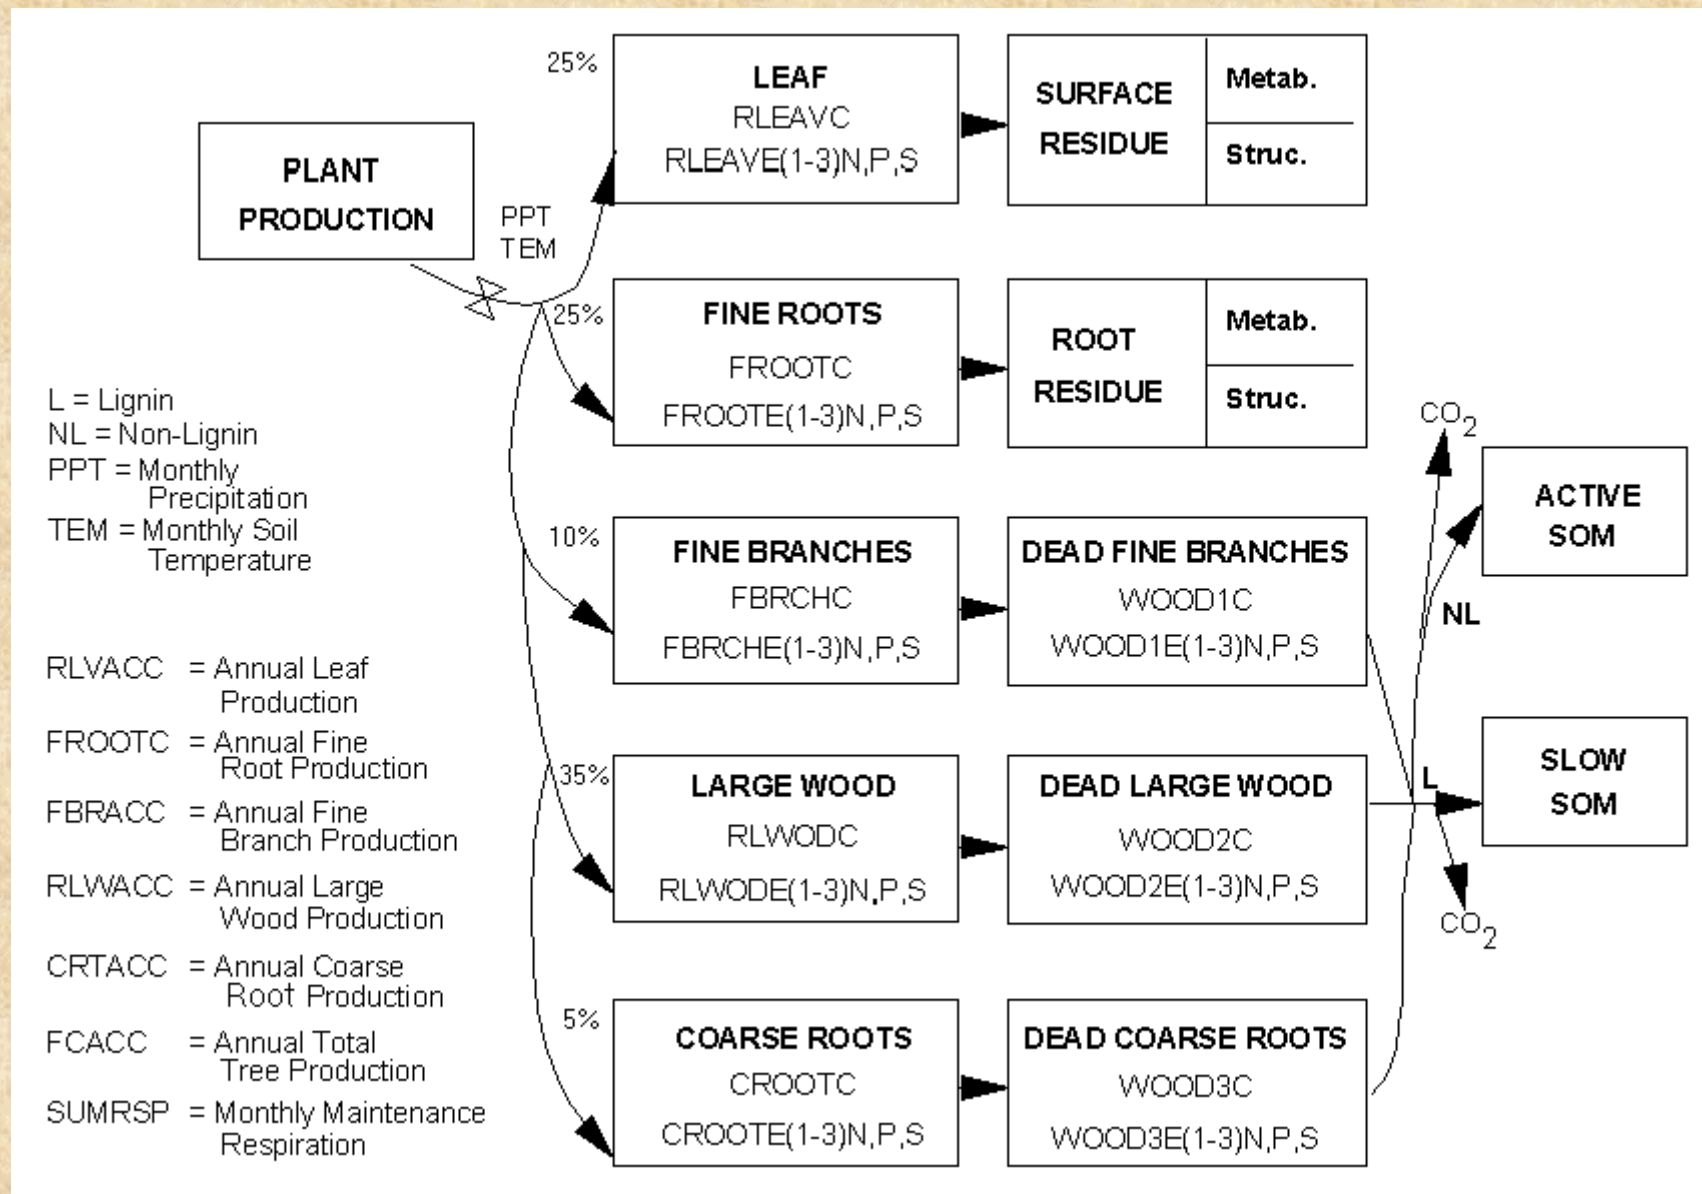 PLANT
PRODUCTION
PPT
TEM
25%
LEAF
RLEAVC
RLEAVE(1-3)N,P,S
SURFACE
RESIDUE
Metab.
Struc.
25%
FINE ROOTS
FROOTC
FROOTE(1-3)N,P,S
ROOT
RESIDUE
Metab.
Struc.
10%
FINE BRANCHES
FBRCHC
FBRCHE(1-3)N,P,S
DEAD FINE BRANCHES
WOOD1C
WOOD1E(1-3)N,P,S
35%
LARGE WOOD
RLWODC
RLWODE(1-3)N,P,S
DEAD LARGE WOOD
WOOD2C
WOOD2E(1-3)N,P,S
5%
COARSE ROOTS
CROOTC
CROOTE(1-3)N,P,S
DEAD COARSE ROOTS
WOOD3C
WOOD3E(1-3)N,P,S
CO2
ACTIVE
SOM
NL
L
SLOW
SOM
CO2
L = Lignin
NL = Non-Lignin
PPT = Monthly
Precipitation
TEM = Monthly Soil
Temperature
RLVACC = Annual Leaf
Production
FROOTC = Annual Fine
Root Production
FBRACC = Annual Fine
Branch Production
RLWACC = Annual Large
Wood Production
CRTACC = Annual Coarse
Root Production
FCACC = Annual Total
Tree Production
SUMRSP = Monthly Maintenance
Respiration